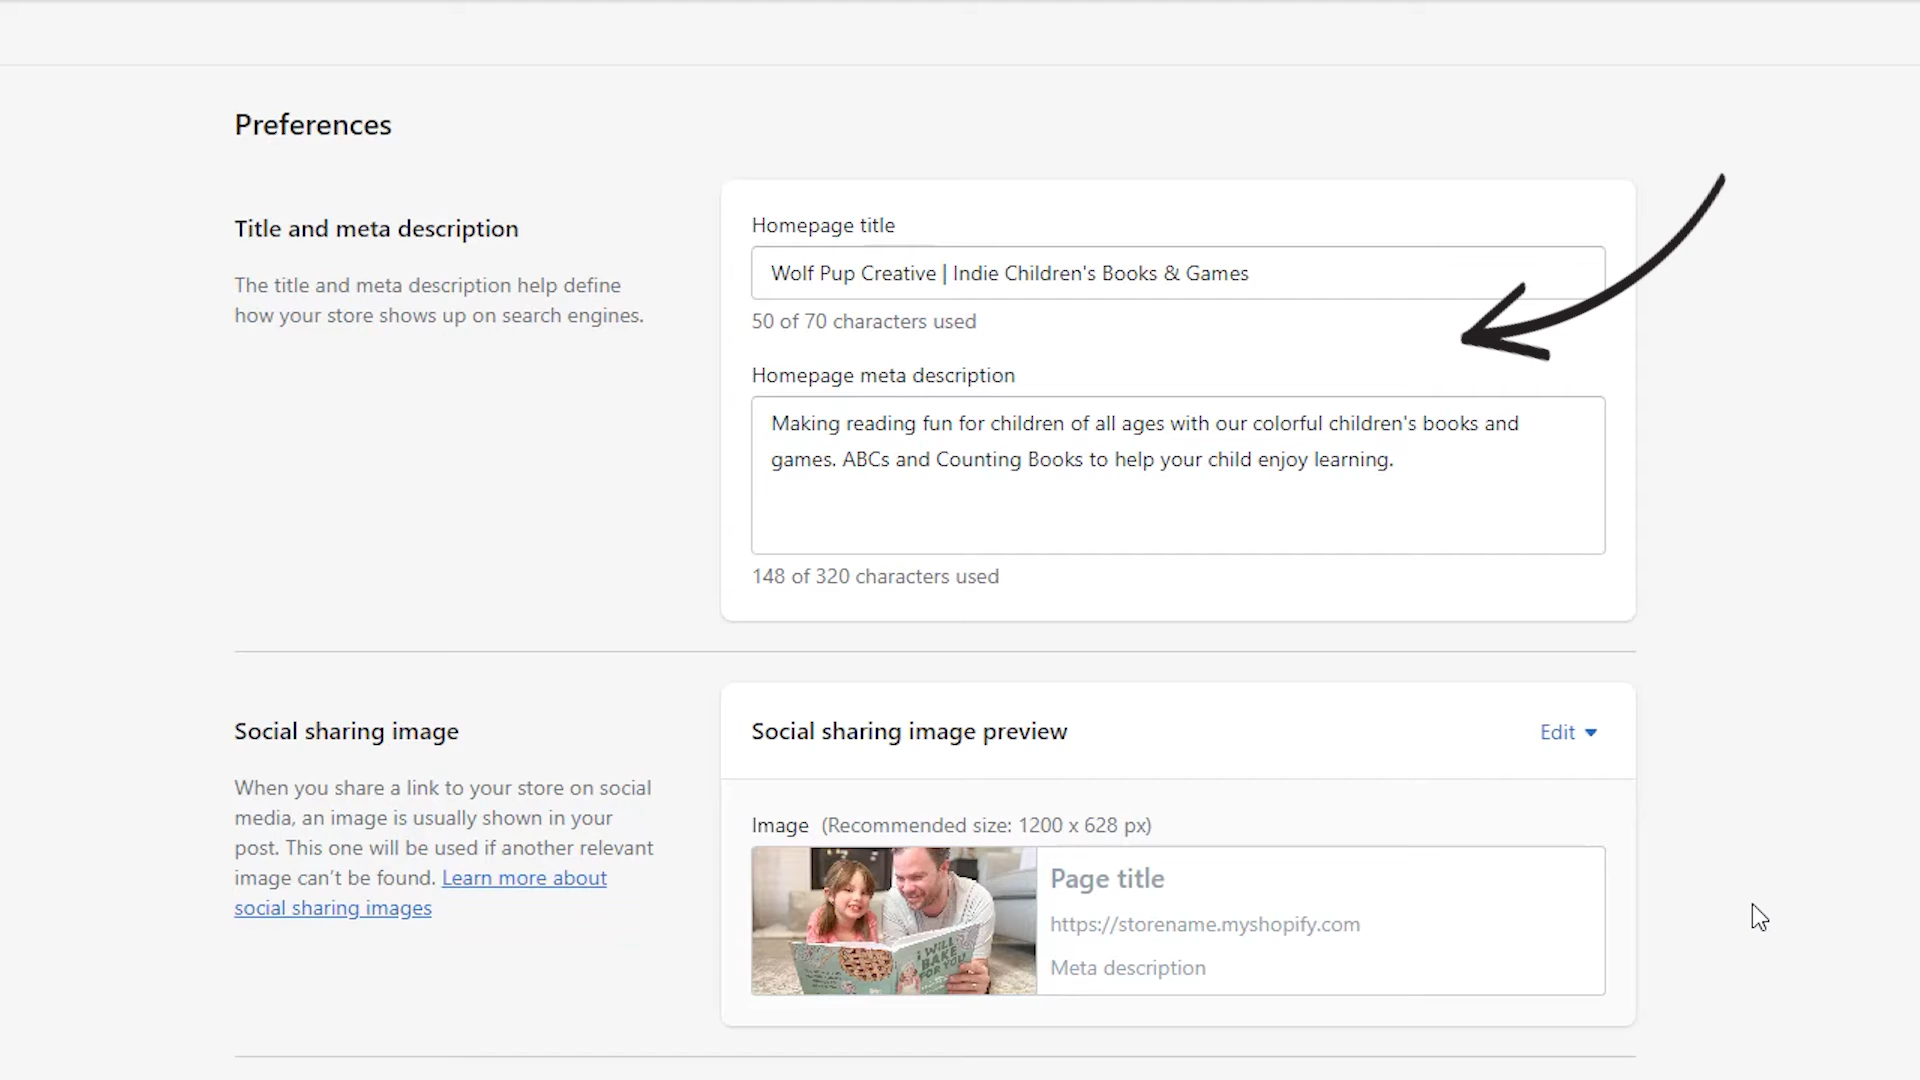 Preferences
Title and meta description
The title and meta description help define
how your store shows up on search engines.
Homepage title
Wolf Pup Creative | Indie Children's Books & Games
50 of 70 characters used
Homepage meta description
Making reading fun for children of all ages with our colorful children's books and
games. ABCs and Counting Books to help your child enjoy learning.
148 of 320 characters used
Social sharing image
When you share a link to your store on social
media, an image is usually shown in your
post. This one will be used if another relevant
image can’t be found. Learn more about
social sharing images
Social sharing image preview
Edit
Image (Recommended size: 1200 x 628 px)
I WILL
BAKE
FOR YOU
Page title
https://storename.myshopify.com
Meta description